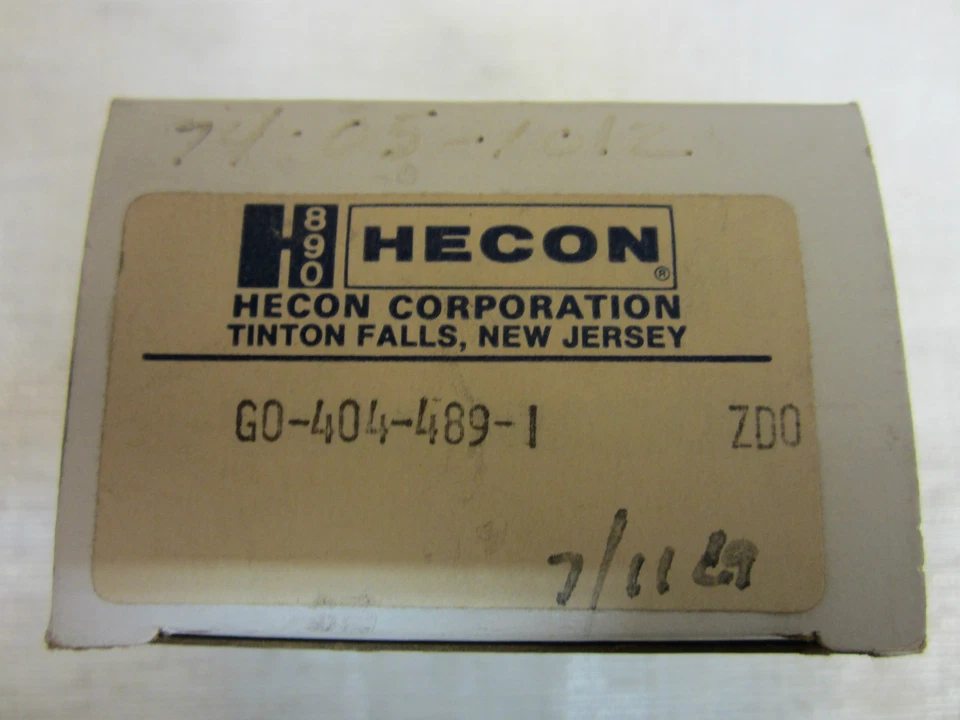 74-05-1012
H 890 HECON®
HECON CORPORATION
TINTON FALLS, NEW JERSEY
GO-404-489-1 ZDO
7/11